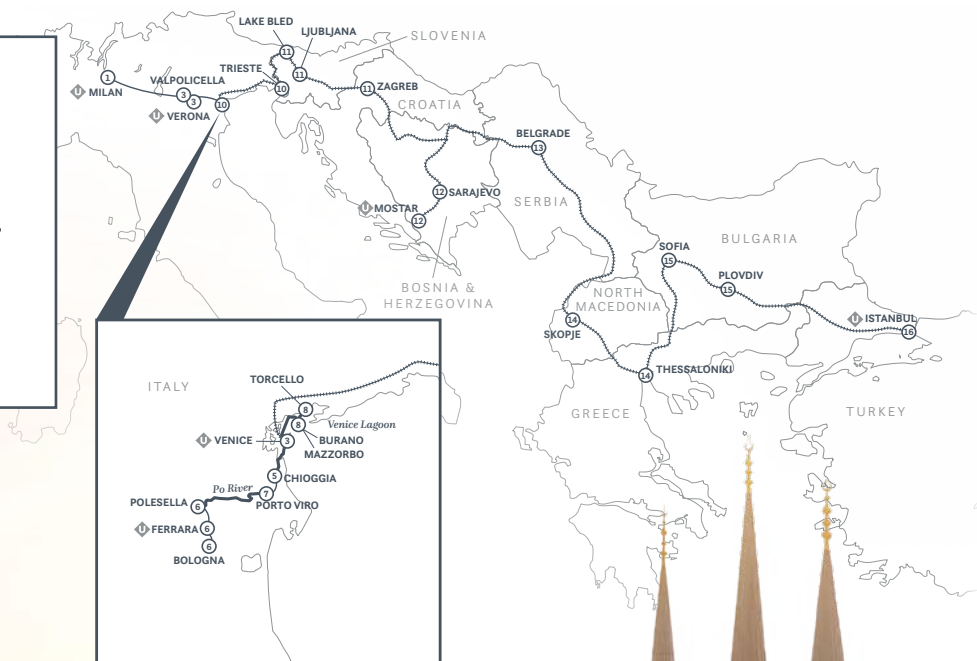 LAKE BLED
LJUBLJANA
SLOVENIA
11
11
TRIESTE
10
VALPOLICELLA
1
U MILAN
3
3
10
U VERONA
11 ZAGREB
CROATIA
BELGRADE
13
12 SARAJEVO
U MOSTAR
12
SERBIA
BOSNIA &
HERZEGOVINA
SOFIA
15
BULGARIA
PLOVDIV
15
NORTH
MACEDONIA
14
SKOPJE
U ISTANBUL
16
14 THESSALONIKI
GREECE
TURKEY
ITALY
TORCELLO
8
8
Venice Lagoon
U VENICE
3
BURANO
MAZZORBO
5 CHIOGGIA
Po River
7
PORTO VIRO
POLESELLA
6
U FERRARA 6
6
BOLOGNA